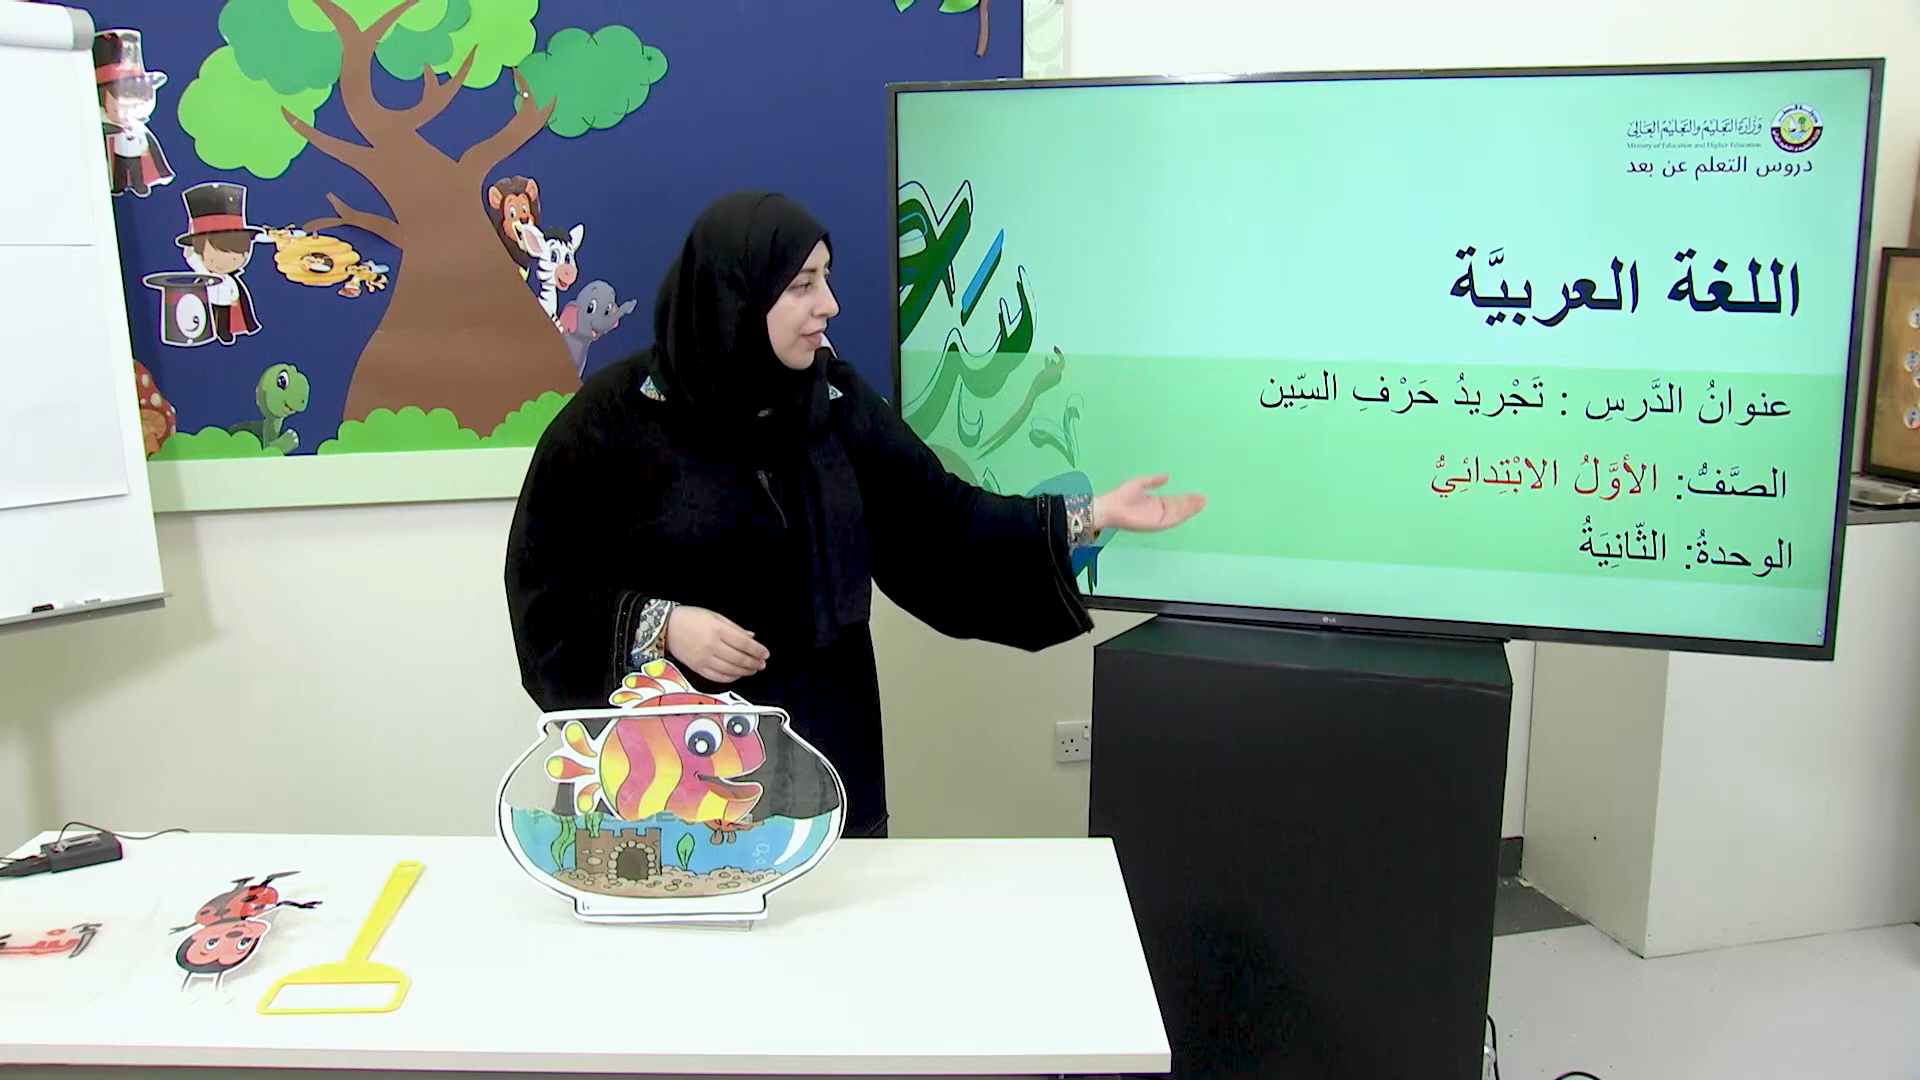 وزارة التعليم والتعليم العالي
Ministry of Education and Higher Education
دروس التعلم عن بعد
اللغة العربيَّة
عنوانُ الدَّرسِ : تَجْريدُ حَرْفِ السِّين
الصَّفُّ: الأوَّلُ الابْتِدائِيُّ
الوحدةُ: الثّانِيَةُ
و
LG